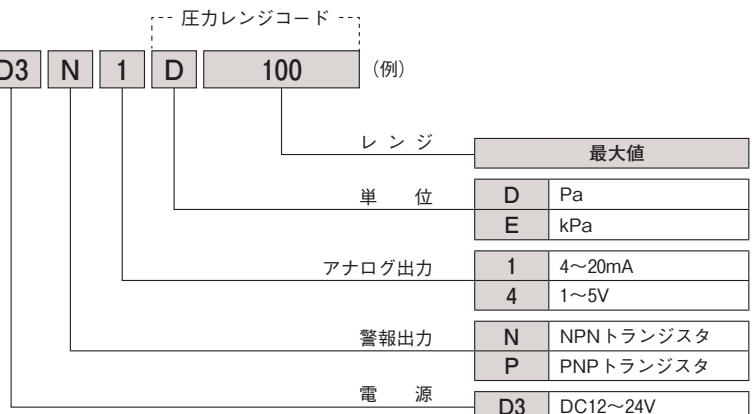 圧力レンジコード
D3 N 1 D 100 （例）
レンジ 最大値
単位 D Pa
E kPa
アナログ出力 1 4～20mA
4 1～5V
警報出力 N NPNトランジスタ
P PNPトランジスタ
電源 D3 DC12～24V